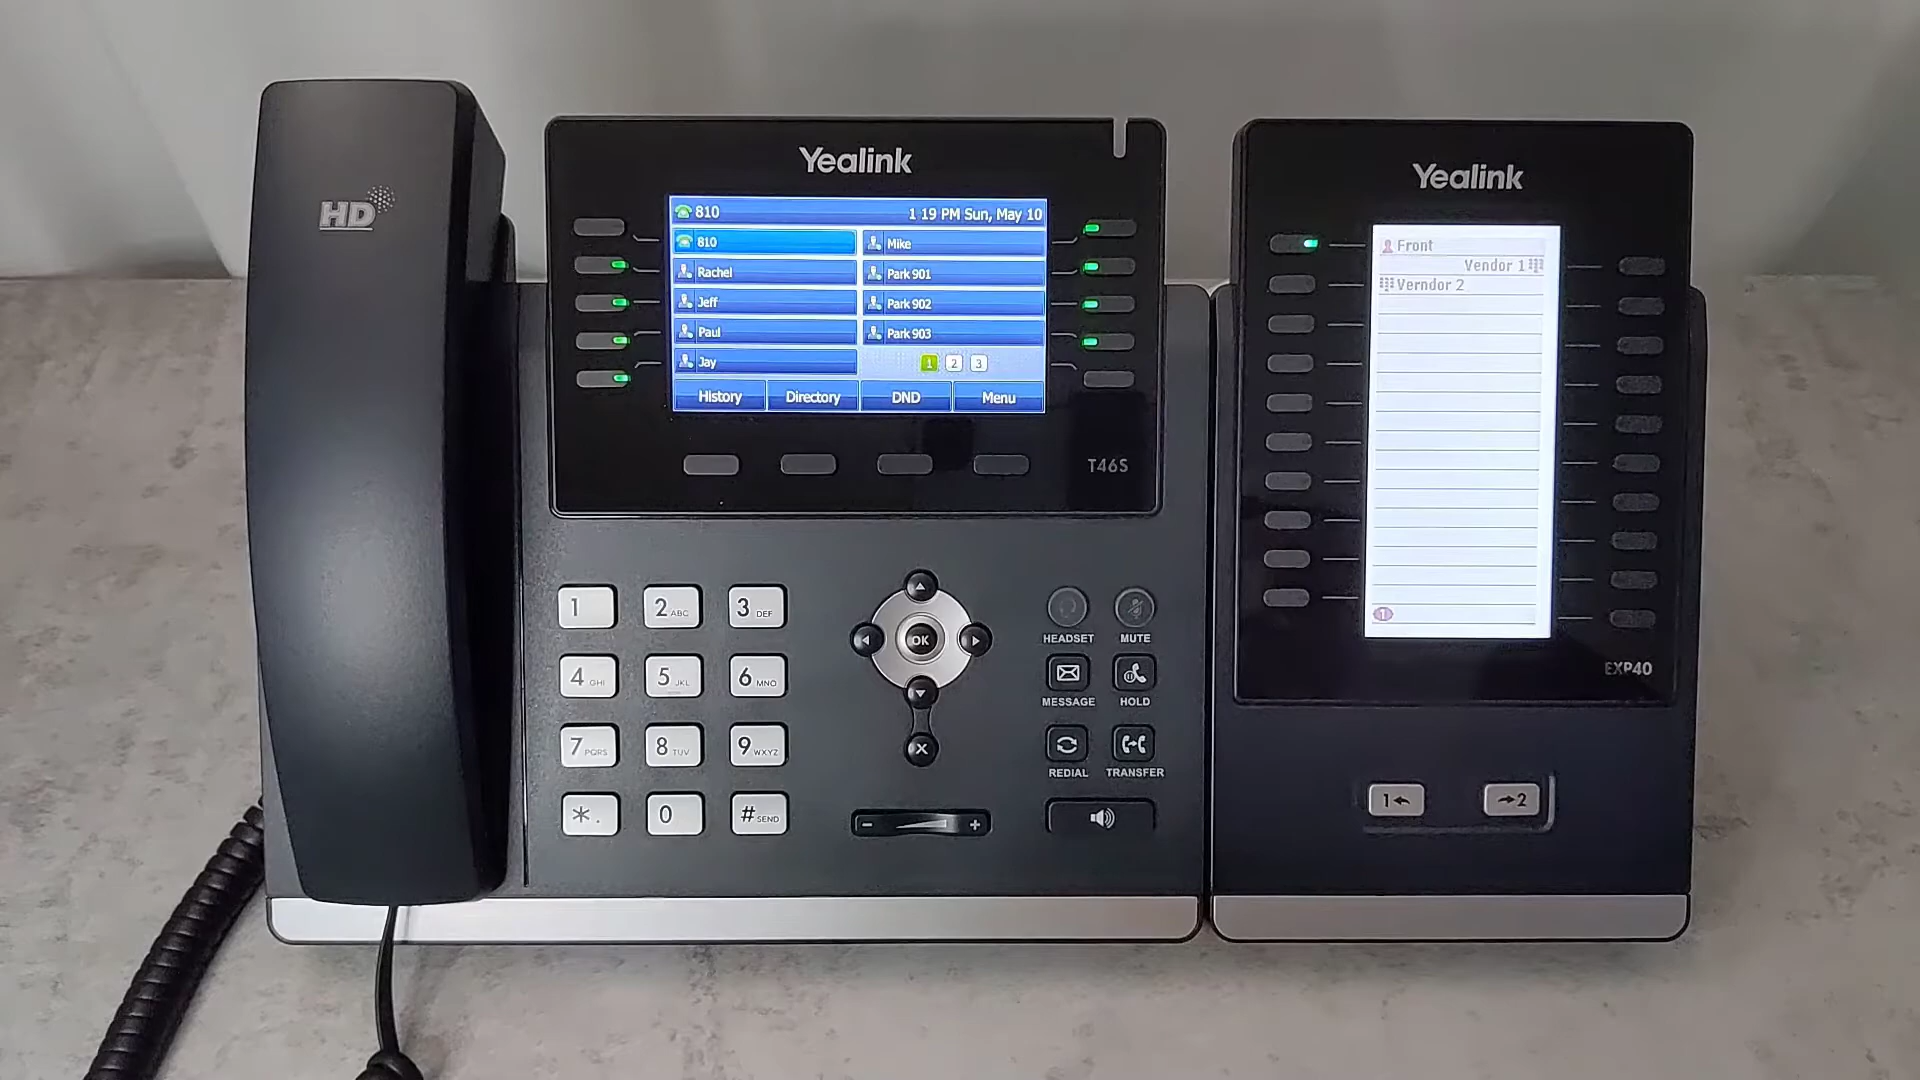 HD
Yealink
810 1 19 PM Sun, May 10
810 Mike
Rachel Park 901
Jeff Park 902
Paul Park 903
Jay 1 2 3
History Directory DND Menu
T46S
1 2 ABC 3 DEF
4 GHI 5 JKL 6 MNO
7 PQRS 8 TUV 9 WXYZ
* . 0 # SEND
OK
X
HEADSET MUTE
MESSAGE HOLD
REDIAL TRANSFER
- +
Yealink
Front
Vendor 1
Verndor 2
1
EXP40
1 2